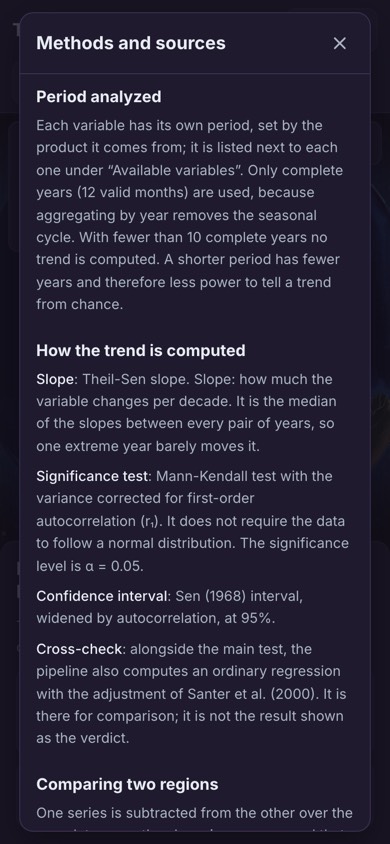 Methods and sources
Period analyzed
Each variable has its own period, set by the
product it comes from; it is listed next to each
one under “Available variables”. Only complete
years (12 valid months) are used, because
aggregating by year removes the seasonal
cycle. With fewer than 10 complete years no
trend is computed. A shorter period has fewer
years and therefore less power to tell a trend
from chance.
How the trend is computed
Slope: Theil-Sen slope. Slope: how much the
variable changes per decade. It is the median
of the slopes between every pair of years, so
one extreme year barely moves it.
Significance test: Mann-Kendall test with the
variance corrected for first-order
autocorrelation (r₁). It does not require the data
to follow a normal distribution. The significance
level is α = 0.05.
Confidence interval: Sen (1968) interval,
widened by autocorrelation, at 95%.
Cross-check: alongside the main test, the
pipeline also computes an ordinary regression
with the adjustment of Santer et al. (2000). It is
there for comparison; it is not the result shown
as the verdict.
Comparing two regions
One series is subtracted from the other over the